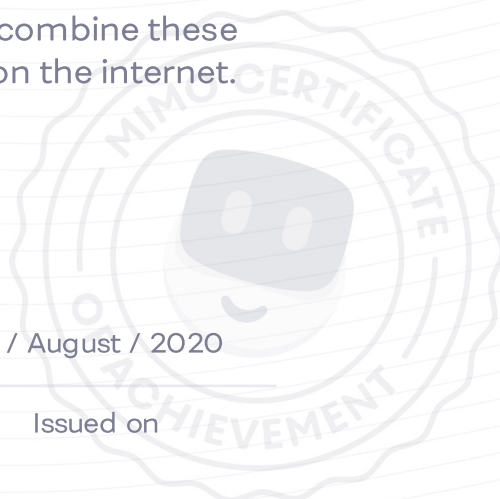 combine these
on the internet.
MIMO CERTIFICATE
OF ACHIEVEMENT
/ August / 2020
Issued on